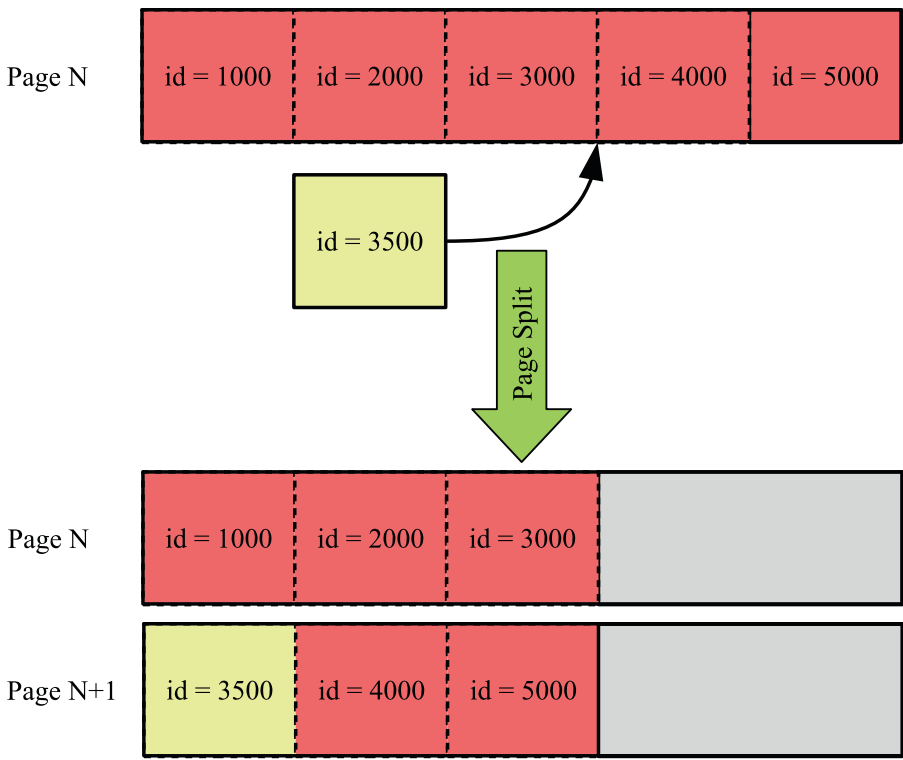 Page N
id = 1000 id = 2000 id = 3000 id = 4000 id = 5000
id = 3500
Page Split
Page N
id = 1000 id = 2000 id = 3000
Page N+1
id = 3500 id = 4000 id = 5000